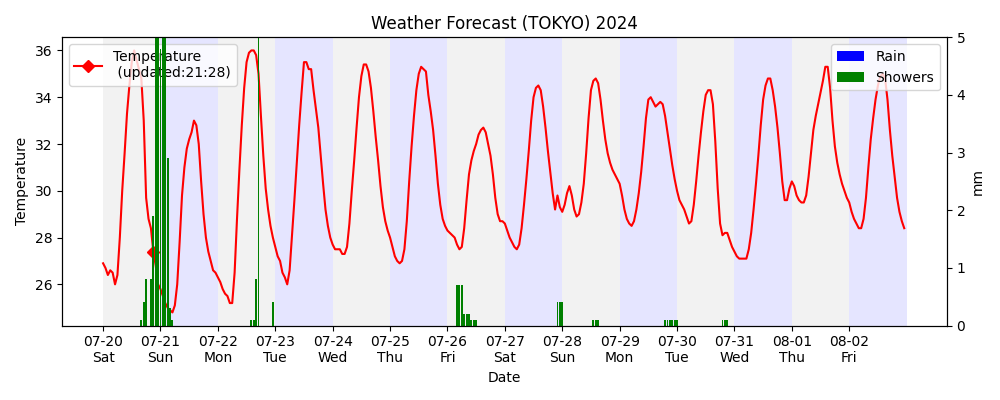 Weather Forecast (TOKYO) 2024
Temperature
(updated:21:28)
Rain
Showers
Temperature
36
34
32
30
28
26
5
4
3
2
1
0
mm
07-20 07-21 07-22 07-23 07-24 07-25 07-26 07-27 07-28 07-29 07-30 07-31 08-01 08-02
Sat Sun Mon Tue Wed Thu Fri Sat Sun Mon Tue Wed Thu Fri
Date